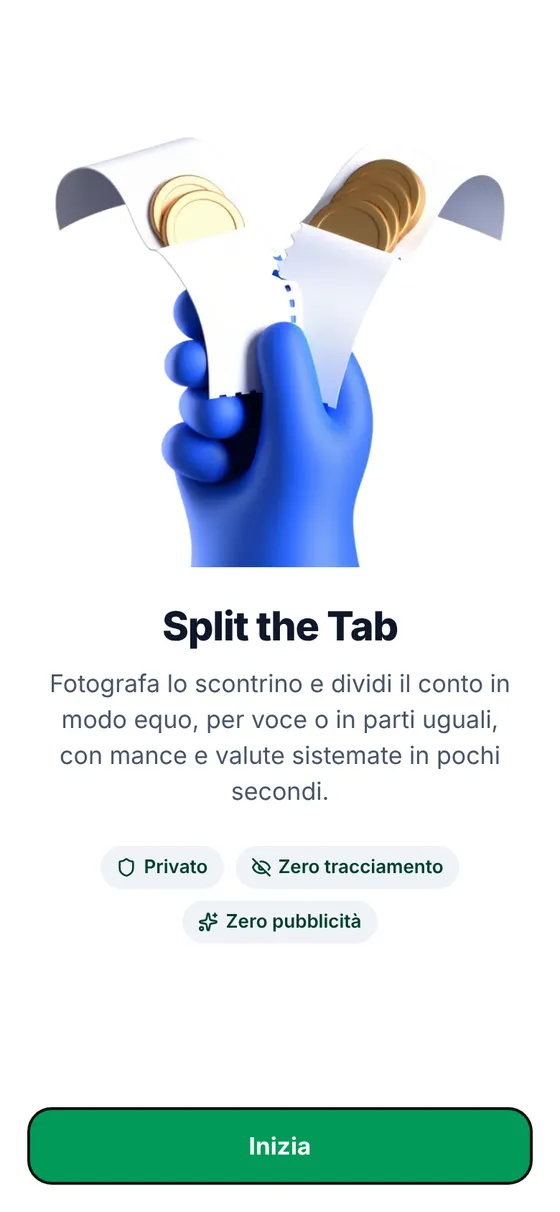 Split the Tab
Fotografa lo scontrino e dividi il conto in
modo equo, per voce o in parti uguali,
con mance e valute sistemate in pochi
secondi.
Privato
Zero tracciamento
Zero pubblicità
Inizia